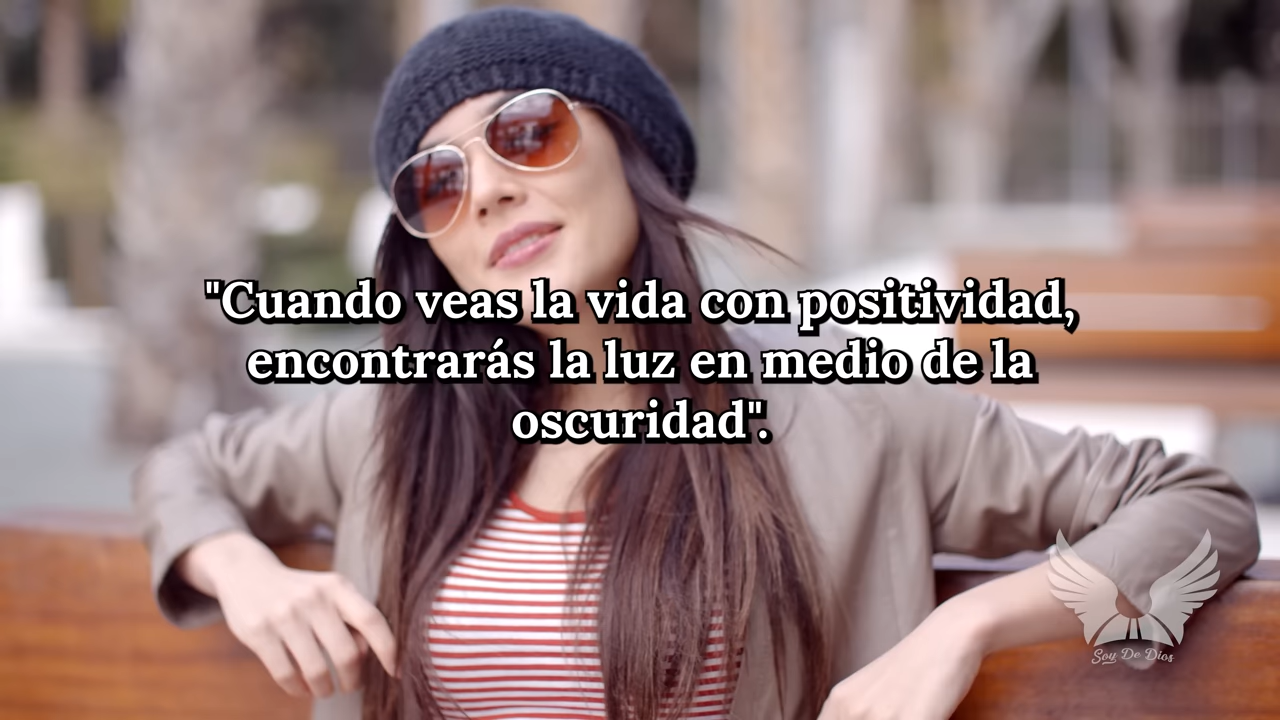 "Cuando veas la vida con positividad,
encontrarás la luz en medio de la
oscuridad".
Soy De Dios